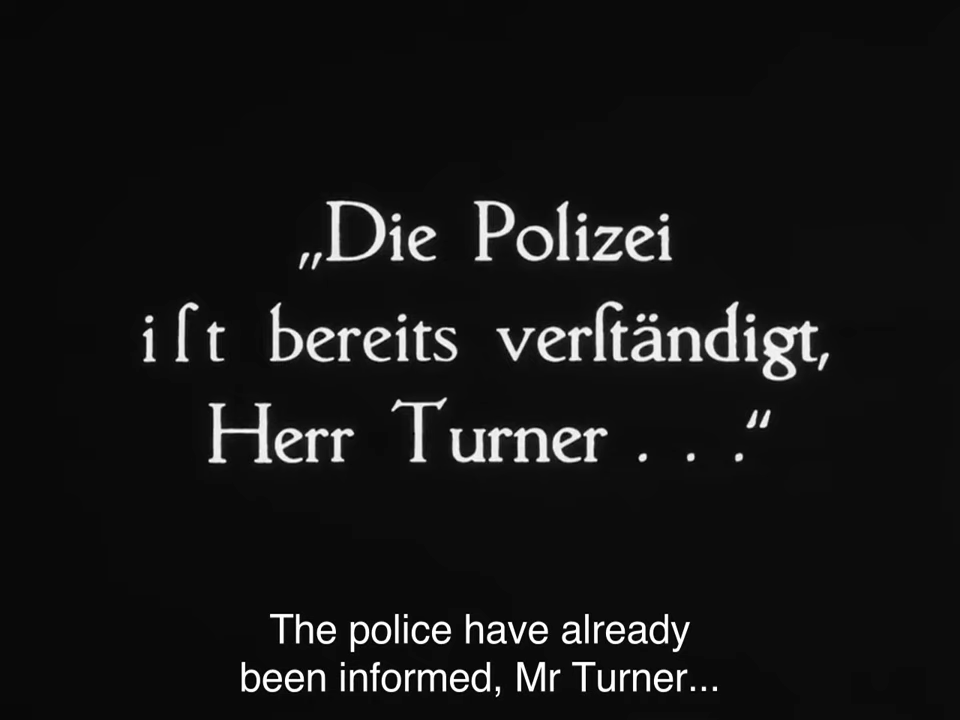 „Die Polizei
iſt bereits verſtändigt,
Herr Turner . . .“
The police have already
been informed, Mr Turner...